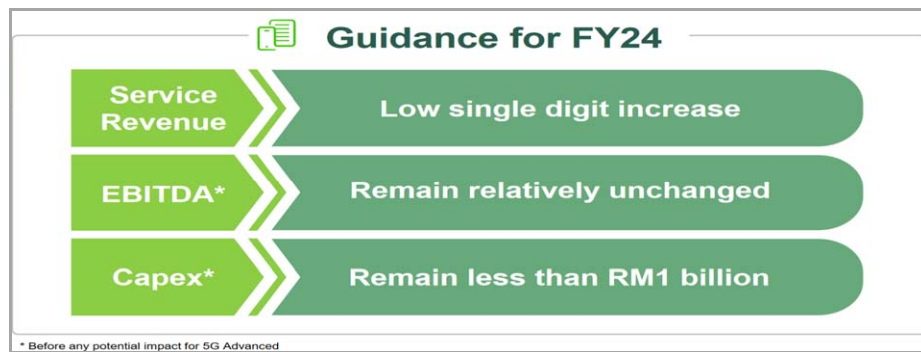 Guidance for FY24
Service
Revenue
Low single digit increase
EBITDA*
Remain relatively unchanged
Capex*
Remain less than RM1 billion
* Before any potential impact for 5G Advanced